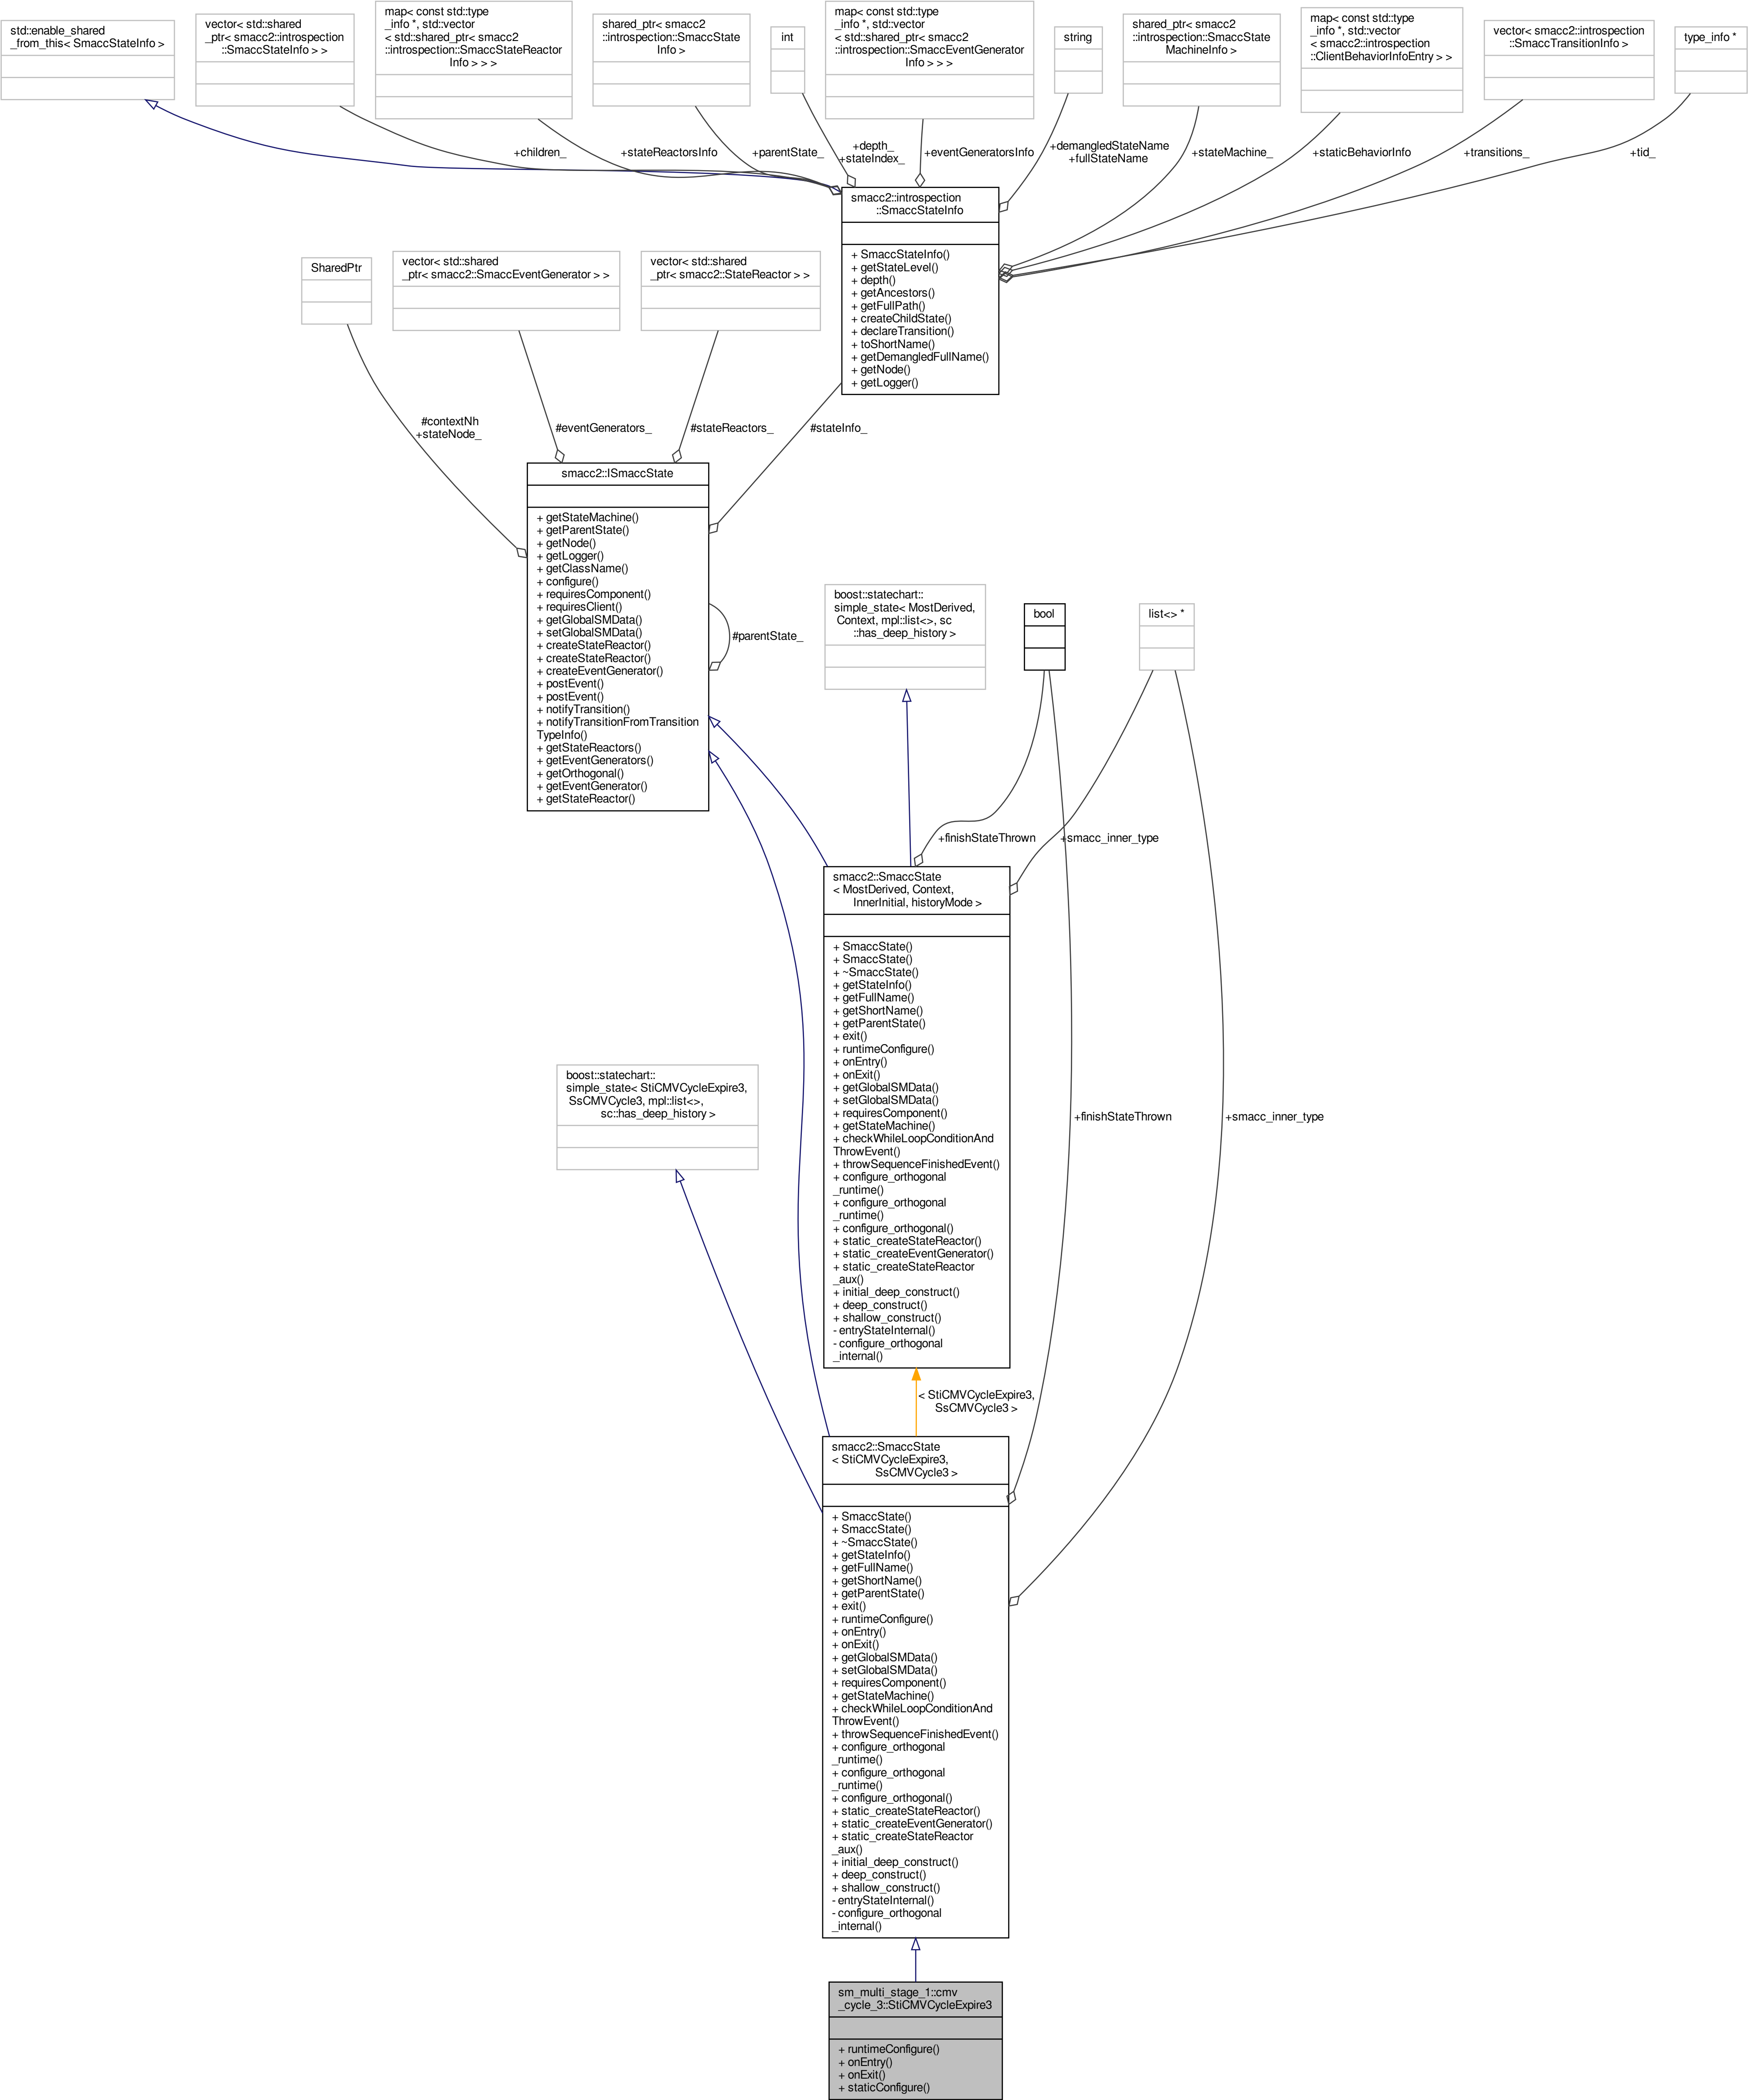 std::enable_shared
_from_this< SmaccStateInfo >
vector< std::shared
_ptr< smacc2::introspection
::SmaccStateInfo > >
map< const std::type
_info *, std::vector
< std::shared_ptr< smacc2
::introspection::SmaccStateReactor
Info > > >
shared_ptr< smacc2
::introspection::SmaccState
Info >
int
map< const std::type
_info *, std::vector
< std::shared_ptr< smacc2
::introspection::SmaccEventGenerator
Info > > >
string
shared_ptr< smacc2
::introspection::SmaccState
MachineInfo >
map< const std::type
_info *, std::vector
< smacc2::introspection
::ClientBehaviorInfoEntry > >
vector< smacc2::introspection
::SmaccTransitionInfo >
type_info *
+children_
+stateReactorsInfo
+parentState_
+depth_
+stateIndex_
+eventGeneratorsInfo
+demangledStateName
+fullStateName
+stateMachine_
+staticBehaviorInfo
+transitions_
+tid_
smacc2::introspection
::SmaccStateInfo
+ SmaccStateInfo()
+ getStateLevel()
+ depth()
+ getAncestors()
+ getFullPath()
+ createChildState()
+ declareTransition()
+ toShortName()
+ getDemangledFullName()
+ getNode()
+ getLogger()
SharedPtr
vector< std::shared
_ptr< smacc2::SmaccEventGenerator > >
vector< std::shared
_ptr< smacc2::StateReactor > >
#contextNh
+stateNode_
#eventGenerators_
#stateReactors_
#stateInfo_
smacc2::ISmaccState
+ getStateMachine()
+ getParentState()
+ getNode()
+ getLogger()
+ getClassName()
+ configure()
+ requiresComponent()
+ requiresClient()
+ getGlobalSMData()
+ setGlobalSMData()
+ createStateReactor()
+ createStateReactor()
+ createEventGenerator()
+ postEvent()
+ postEvent()
+ notifyTransition()
+ notifyTransitionFromTransition
TypeInfo()
+ getStateReactors()
+ getEventGenerators()
+ getOrthogonal()
+ getEventGenerator()
+ getStateReactor()
#parentState_
boost::statechart::
simple_state< MostDerived,
Context, mpl::list<>, sc
::has_deep_history >
bool
list<> *
+finishStateThrown
+smacc_inner_type
smacc2::SmaccState
< MostDerived, Context,
InnerInitial, historyMode >
+ SmaccState()
+ SmaccState()
+ ~SmaccState()
+ getStateInfo()
+ getFullName()
+ getShortName()
+ getParentState()
+ exit()
+ runtimeConfigure()
+ onEntry()
+ onExit()
+ getGlobalSMData()
+ setGlobalSMData()
+ requiresComponent()
+ getStateMachine()
+ checkWhileLoopConditionAnd
ThrowEvent()
+ throwSequenceFinishedEvent()
+ configure_orthogonal
_runtime()
+ configure_orthogonal
_runtime()
+ configure_orthogonal()
+ static_createStateReactor()
+ static_createEventGenerator()
+ static_createStateReactor
_aux()
+ initial_deep_construct()
+ deep_construct()
+ shallow_construct()
- entryStateInternal()
- configure_orthogonal
_internal()
boost::statechart::
simple_state< StiCMVCycleExpire3,
SsCMVCycle3, mpl::list<>,
sc::has_deep_history >
+finishStateThrown
+smacc_inner_type
< StiCMVCycleExpire3,
SsCMVCycle3 >
smacc2::SmaccState
< StiCMVCycleExpire3,
SsCMVCycle3 >
+ SmaccState()
+ SmaccState()
+ ~SmaccState()
+ getStateInfo()
+ getFullName()
+ getShortName()
+ getParentState()
+ exit()
+ runtimeConfigure()
+ onEntry()
+ onExit()
+ getGlobalSMData()
+ setGlobalSMData()
+ requiresComponent()
+ getStateMachine()
+ checkWhileLoopConditionAnd
ThrowEvent()
+ throwSequenceFinishedEvent()
+ configure_orthogonal
_runtime()
+ configure_orthogonal
_runtime()
+ configure_orthogonal()
+ static_createStateReactor()
+ static_createEventGenerator()
+ static_createStateReactor
_aux()
+ initial_deep_construct()
+ deep_construct()
+ shallow_construct()
- entryStateInternal()
- configure_orthogonal
_internal()
sm_multi_stage_1::cmv
_cycle_3::StiCMVCycleExpire3
+ runtimeConfigure()
+ onEntry()
+ onExit()
+ staticConfigure()